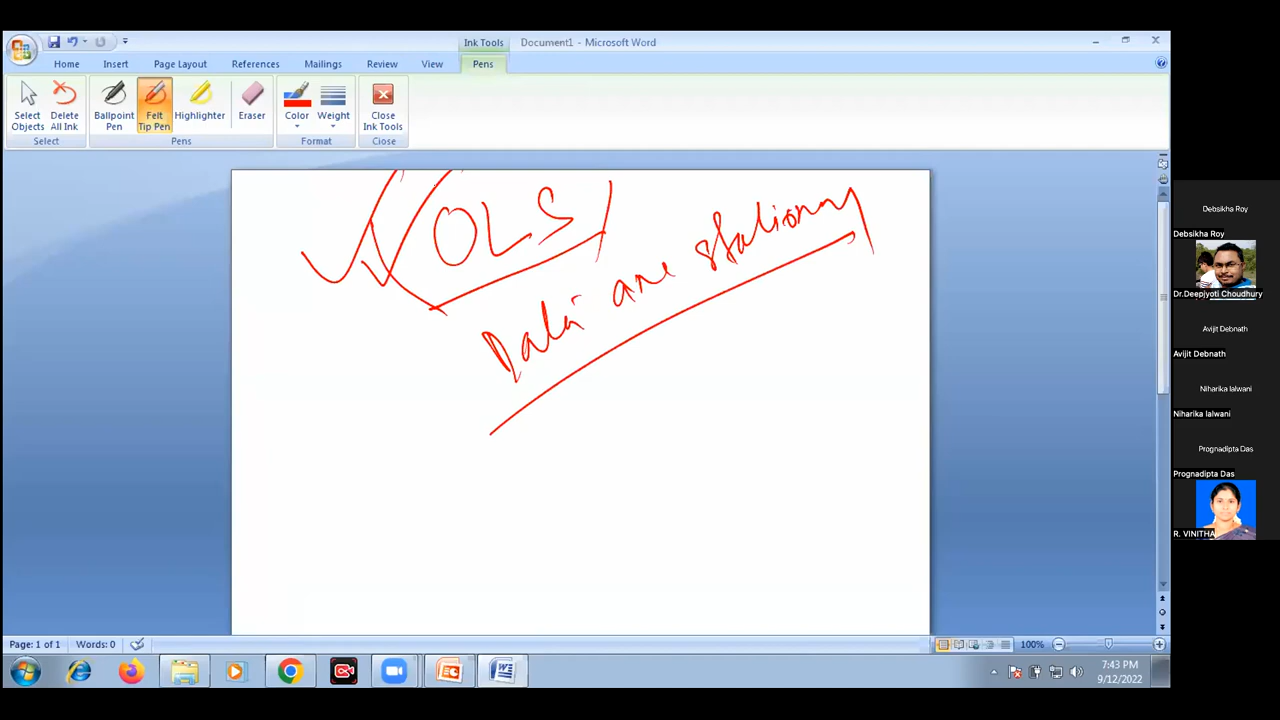 Ink Tools
Document1 - Microsoft Word
Home Insert Page Layout References Mailings Review View Pens
Select Objects
Delete All Ink
Ballpoint Pen
Felt Tip Pen
Highlighter
Eraser
Color
Weight
Close Ink Tools
Select Pens Format Close
OLS
Data are stationary
Debsikha Roy
Debsikha Roy
Dr.Deepjyoti Choudhury
Avijit Debnath
Avijit Debnath
Niharika lalwani
Niharika lalwani
Prognadipta Das
Prognadipta Das
R. VINITHA
Page: 1 of 1 Words: 0 100%
7:43 PM
9/12/2022